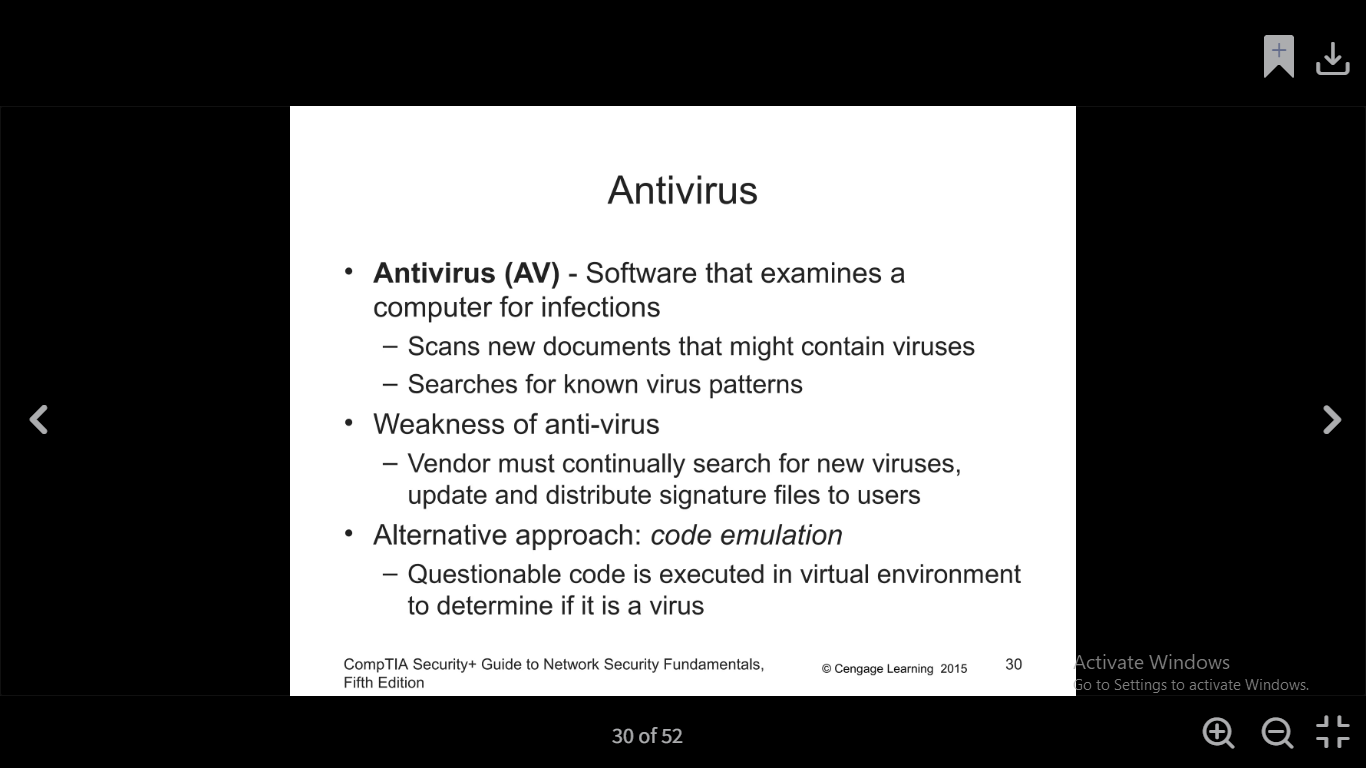 Antivirus
• Antivirus (AV) - Software that examines a
computer for infections
– Scans new documents that might contain viruses
– Searches for known virus patterns
• Weakness of anti-virus
– Vendor must continually search for new viruses,
update and distribute signature files to users
• Alternative approach: code emulation
– Questionable code is executed in virtual environment
to determine if it is a virus
CompTIA Security+ Guide to Network Security Fundamentals,
Fifth Edition
© Cengage Learning 2015
30
Activate Windows
Go to Settings to activate Windows.
30 of 52